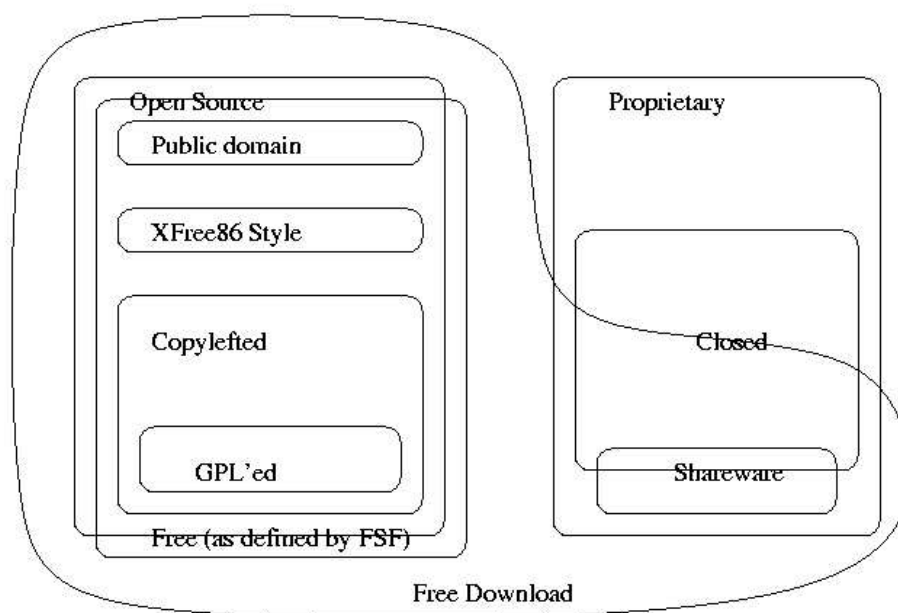 Open Source
Proprietary
Public domain
XFree86 Style
Copylefted
Closed
GPL'ed
Shareware
Free (as defined by FSF)
Free Download